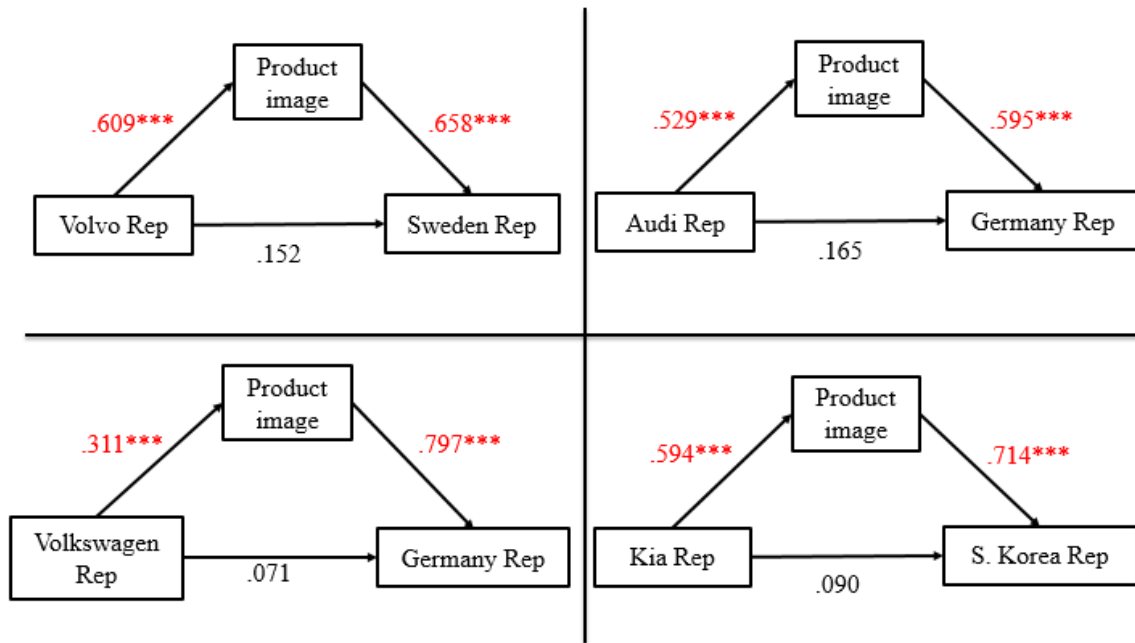 Product
image
.609***
.658***
Volvo Rep
Sweden Rep
.152
Product
image
.529***
.595***
Audi Rep
Germany Rep
.165
Product
image
.311***
.797***
Volkswagen
Rep
Germany Rep
.071
Product
image
.594***
.714***
Kia Rep
S. Korea Rep
.090